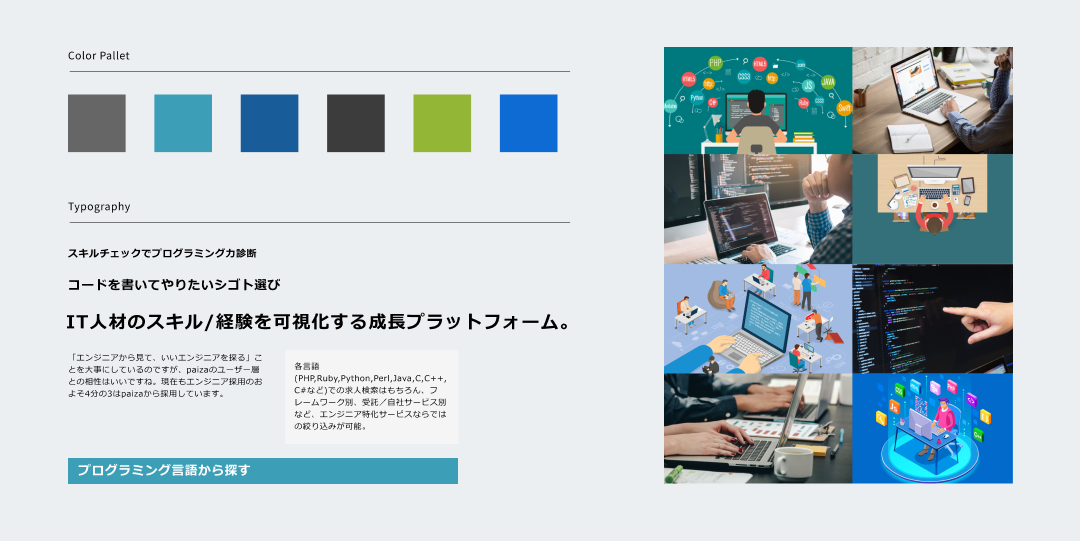 Color Pallet
Typography
スキルチェックでプログラミング力診断
コードを書いてやりたいシゴト選び
IT人材のスキル/経験を可視化する成長プラットフォーム。
「エンジニアから見て、いいエンジニアを採る」こ
とを大事にしているのですが、paizaのユーザー層
との相性はいいですね。現在もエンジニア採用のお
よそ4分の3はpaizaから採用しています。
各言語
(PHP,Ruby,Python,Perl,Java,C,C++,
C#など)での求人検索はもちろん、フ
レームワーク別、受託／自社サービス別
など、エンジニア特化サービスならでは
の絞り込みが可能。
プログラミング言語から探す
PHP
HTML5
CSS3
JS
JAVA
Python
C++
Ruby
CSS3
Swift